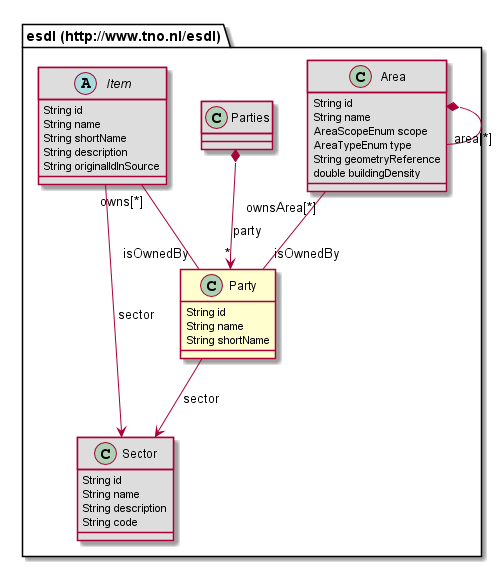 esdl (http://www.tno.nl/esdl)
A Item
String id
String name
String shortName
String description
String originalIdInSource
C Parties
C Area
String id
String name
AreaScopeEnum scope
AreaTypeEnum type
String geometryReference
double buildingDensity
area[*]
owns[*]
ownsArea[*]
party
*
isOwnedBy
isOwnedBy
C Party
String id
String name
String shortName
sector
sector
C Sector
String id
String name
String description
String code